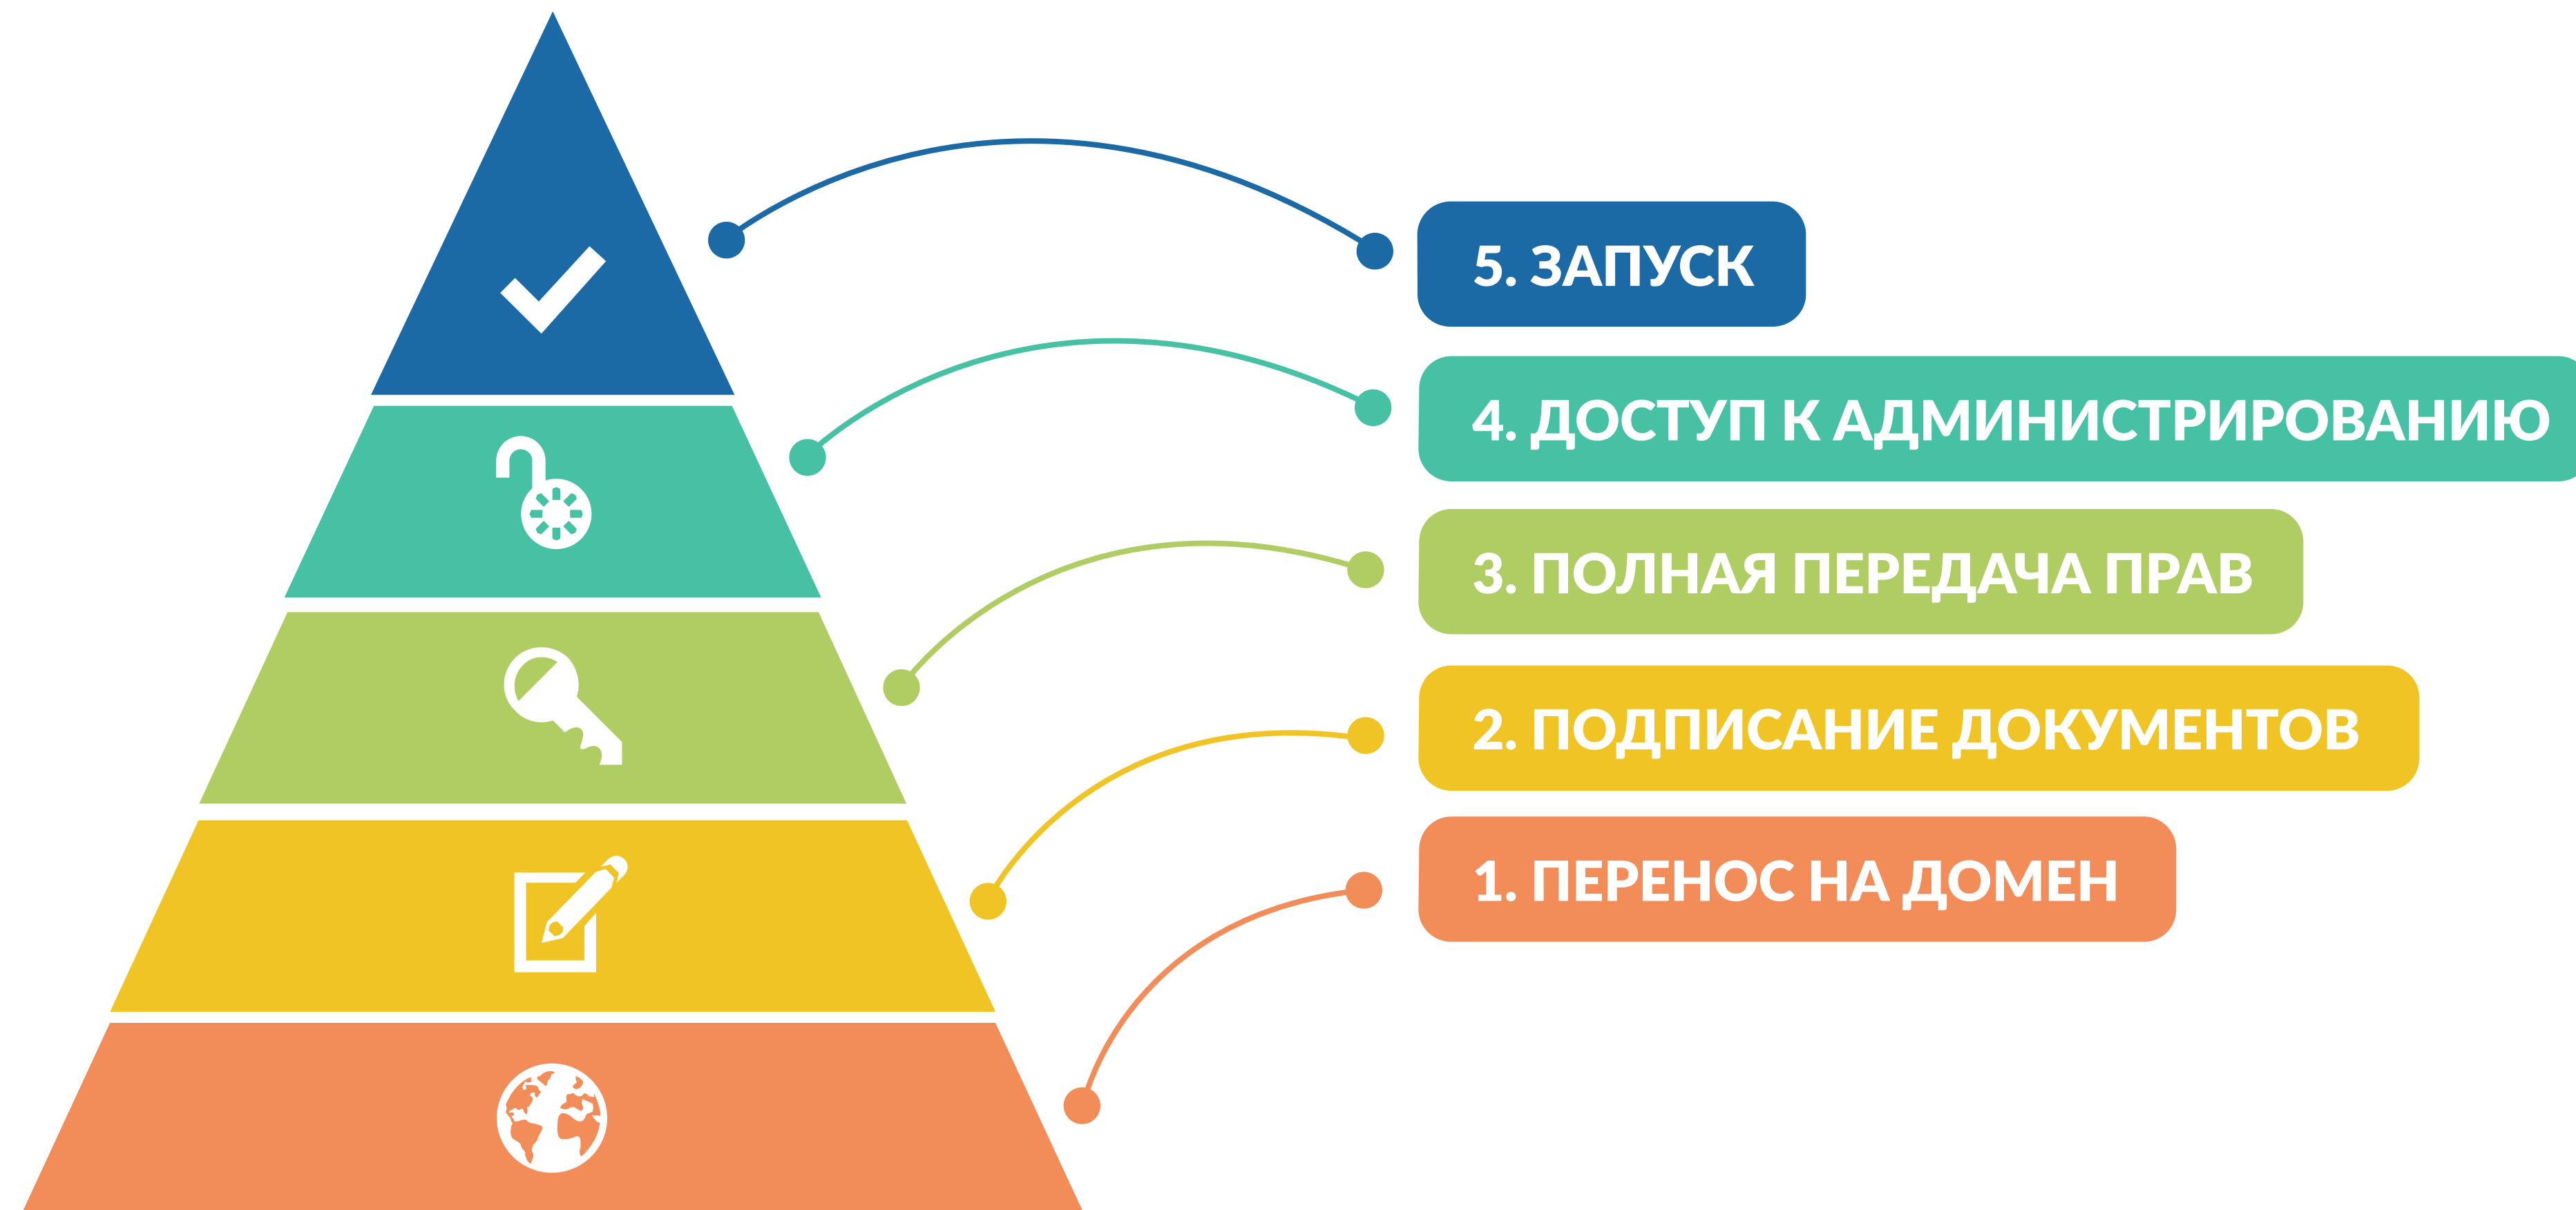 5. ЗАПУСК
4. ДОСТУП К АДМИНИСТРИРОВАНИЮ
3. ПОЛНАЯ ПЕРЕДАЧА ПРАВ
2. ПОДПИСАНИЕ ДОКУМЕНТОВ
1. ПЕРЕНОС НА ДОМЕН